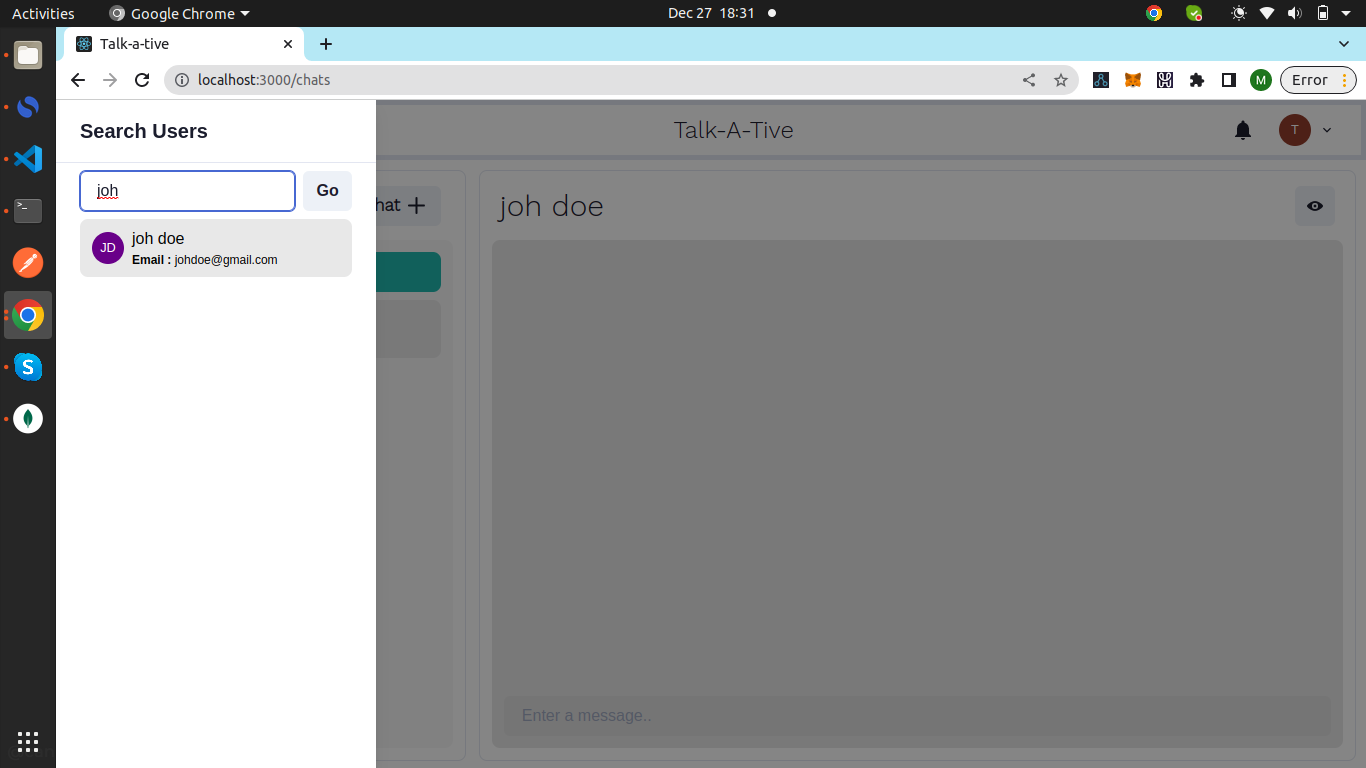 Activities
Google Chrome
Dec 27 18:31
Talk-a-tive
localhost:3000/chats
M
Error
Search Users
Talk-A-Tive
T
joh
Go
hat
joh doe
JD
joh doe
Email : johdoe@gmail.com
Enter a message..